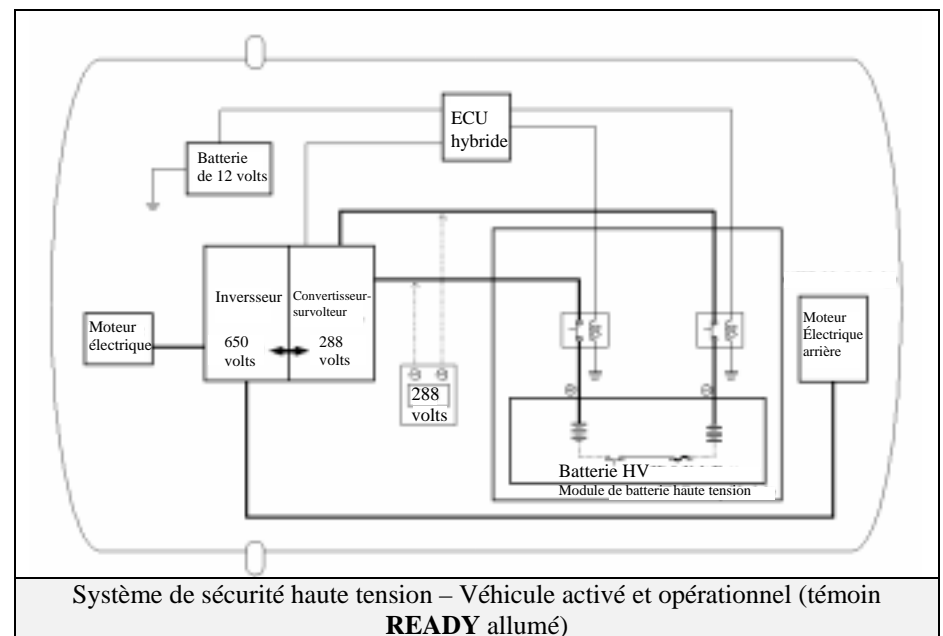 ECU
hybride
Batterie
de 12 volts
Inversseur
Convertisseur-
survolteur
650
volts
288
volts
Moteur
électrique
288
volts
Moteur
Électrique
arrière
Batterie HV
Module de batterie haute tension
Système de sécurité haute tension – Véhicule activé et opérationnel (témoin
READY allumé)